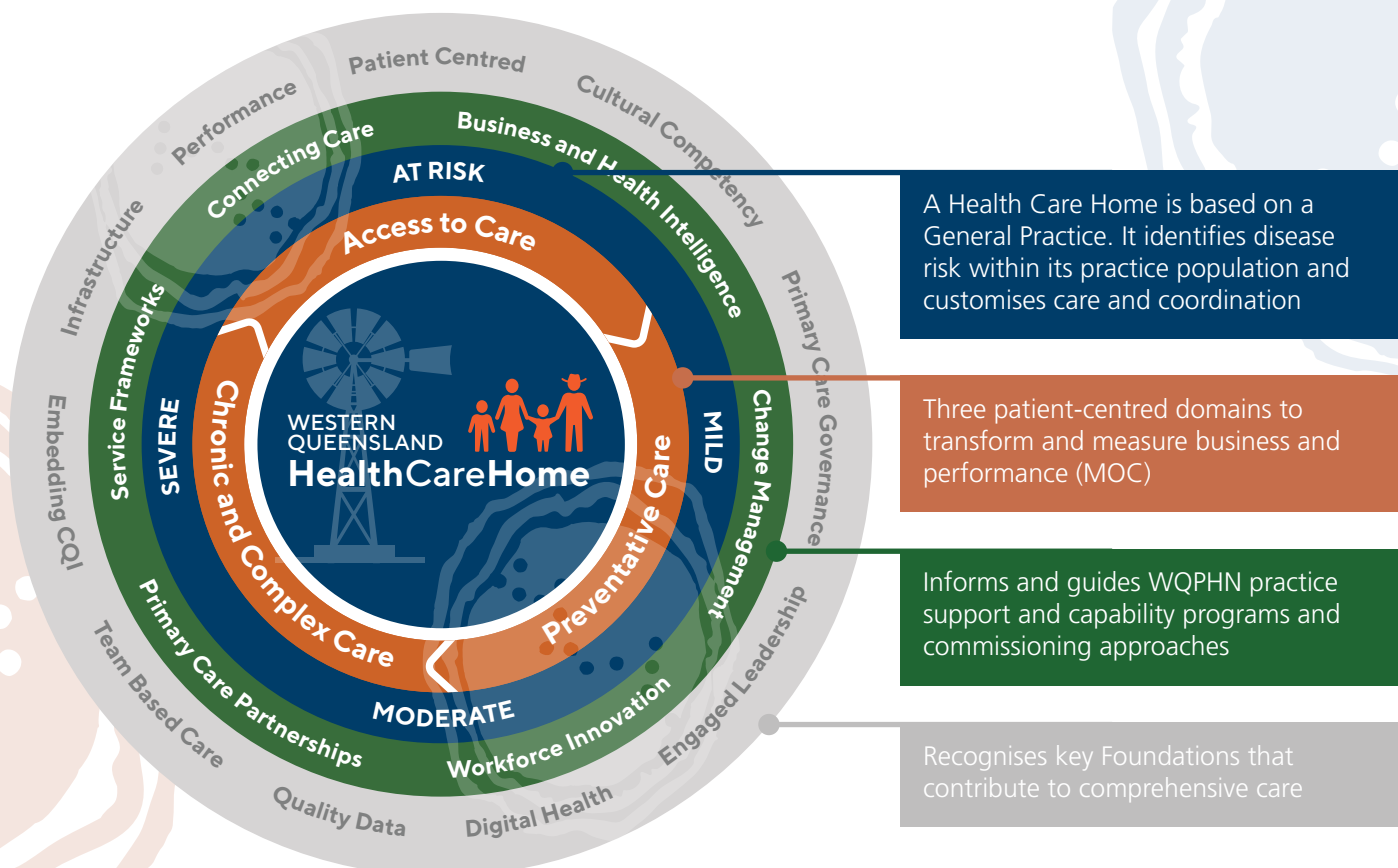 Patient Centred
Cultural Competency
Primary Care Governance
Engaged Leadership
Digital Health
Quality Data
Team Based Care
Embedding CQI
Infrastructure
Performance
Connecting Care
Business and Health Intelligence
Change Management
Workforce Innovation
Primary Care Partnerships
Service Frameworks
AT RISK
MILD
MODERATE
SEVERE
Access to Care
Preventative Care
Chronic and Complex Care
WESTERN
QUEENSLAND
HealthCareHome
A Health Care Home is based on a
General Practice. It identifies disease
risk within its practice population and
customises care and coordination
Three patient-centred domains to
transform and measure business and
performance (MOC)
Informs and guides WQPHN practice
support and capability programs and
commissioning approaches
Recognises key Foundations that
contribute to comprehensive care